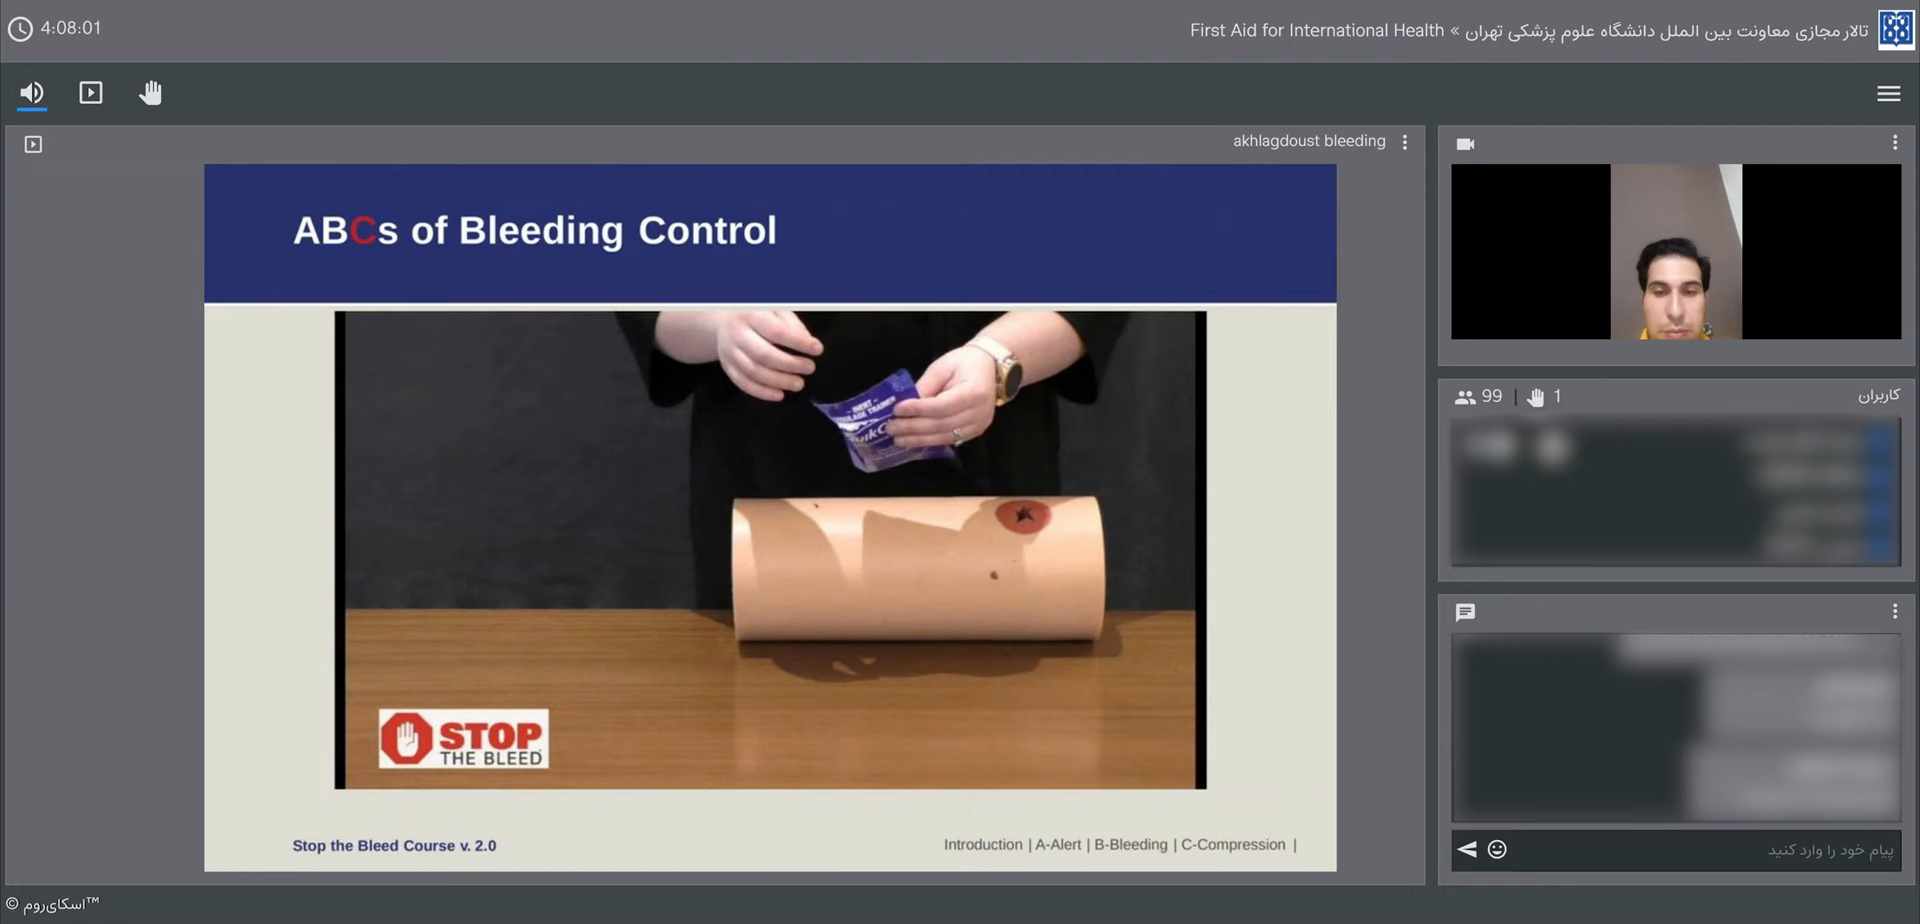 4:08:01
تالار مجازی معاونت بین الملل دانشگاه علوم پزشکی تهران » First Aid for International Health
akhlagdoust bleeding
ABCs of Bleeding Control
INERT
TRAINER
STOP
THE BLEED
Stop the Bleed Course v. 2.0
Introduction | A-Alert | B-Bleeding | C-Compression |
99 | 1
کاربران
پیام خود را وارد کنید
© اسکای‌روم™